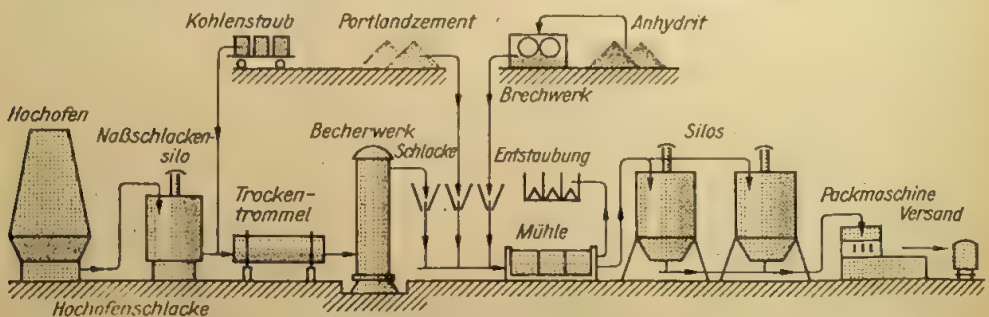 Kohlenstaub
Portlandzement
Anhydrit
Brechwerk
Hochofen
Naßschlacken-
silo
Becherwerk
Schlacke
Entstaubung
Silos
Trocken-
trommel
Mühle
Packmaschine
Versand
Hochofenschlacke